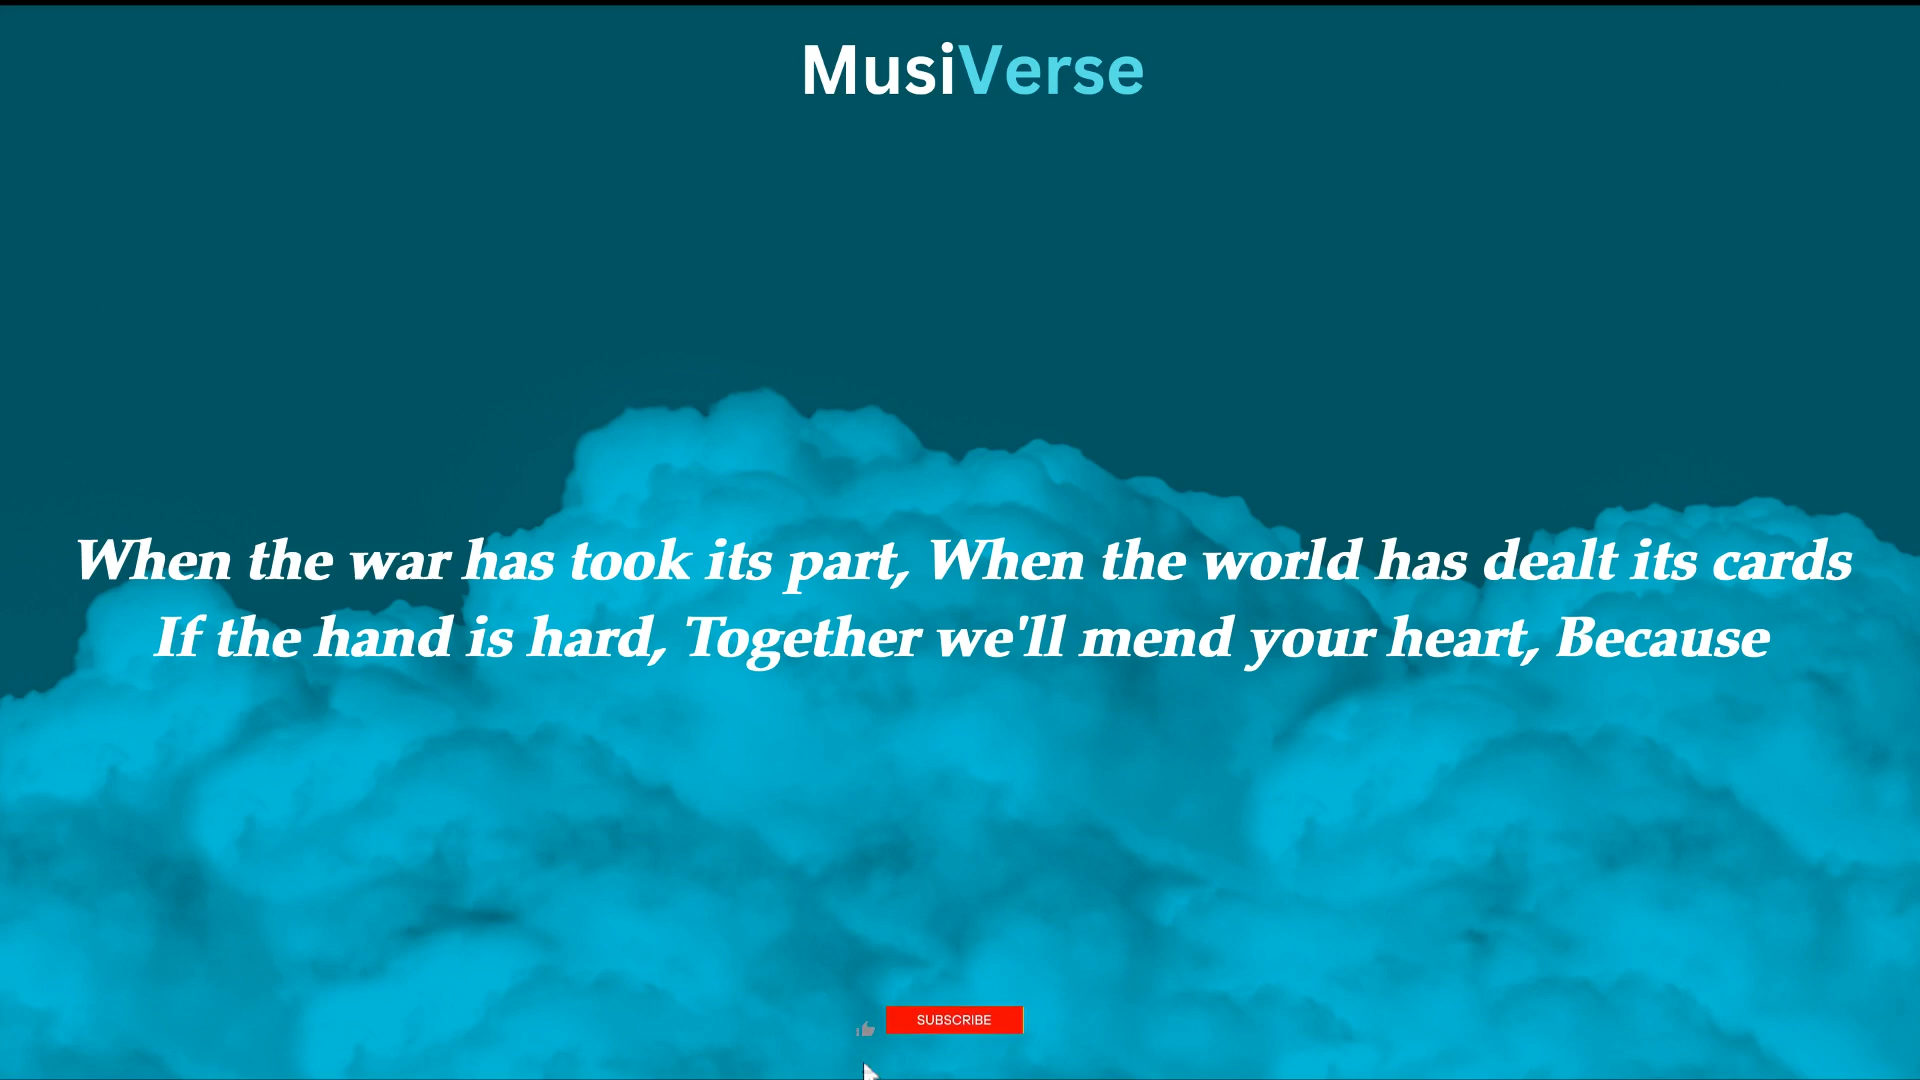 MusiVerse
When the war has took its part, When the world has dealt its cards
If the hand is hard, Together we'll mend your heart, Because
SUBSCRIBE